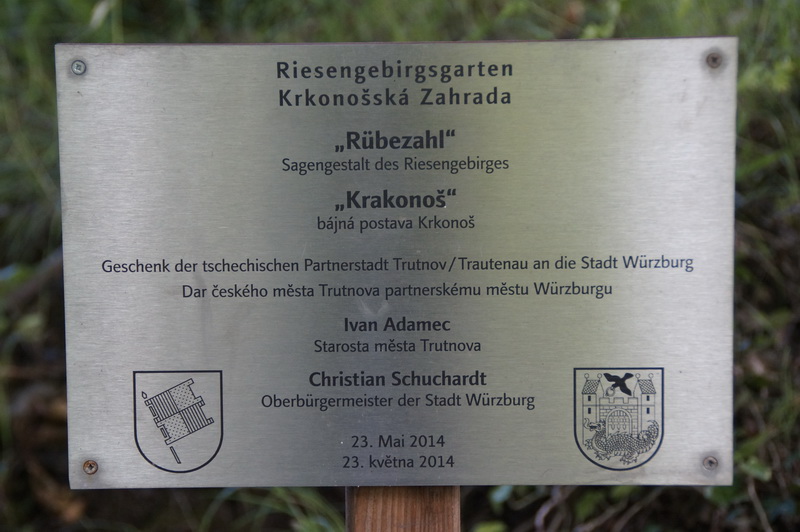 Riesengebirgsgarten
Krkonošská Zahrada
„Rübezahl“
Sagengestalt des Riesengebirges
„Krakonoš“
bájná postava Krkonoš
Geschenk der tschechischen Partnerstadt Trutnov/Trautenau an die Stadt Würzburg
Dar českého města Trutnova partnerskému městu Würzburgu
Ivan Adamec
Starosta města Trutnova
Christian Schuchardt
Oberbürgermeister der Stadt Würzburg
23. Mai 2014
23. května 2014